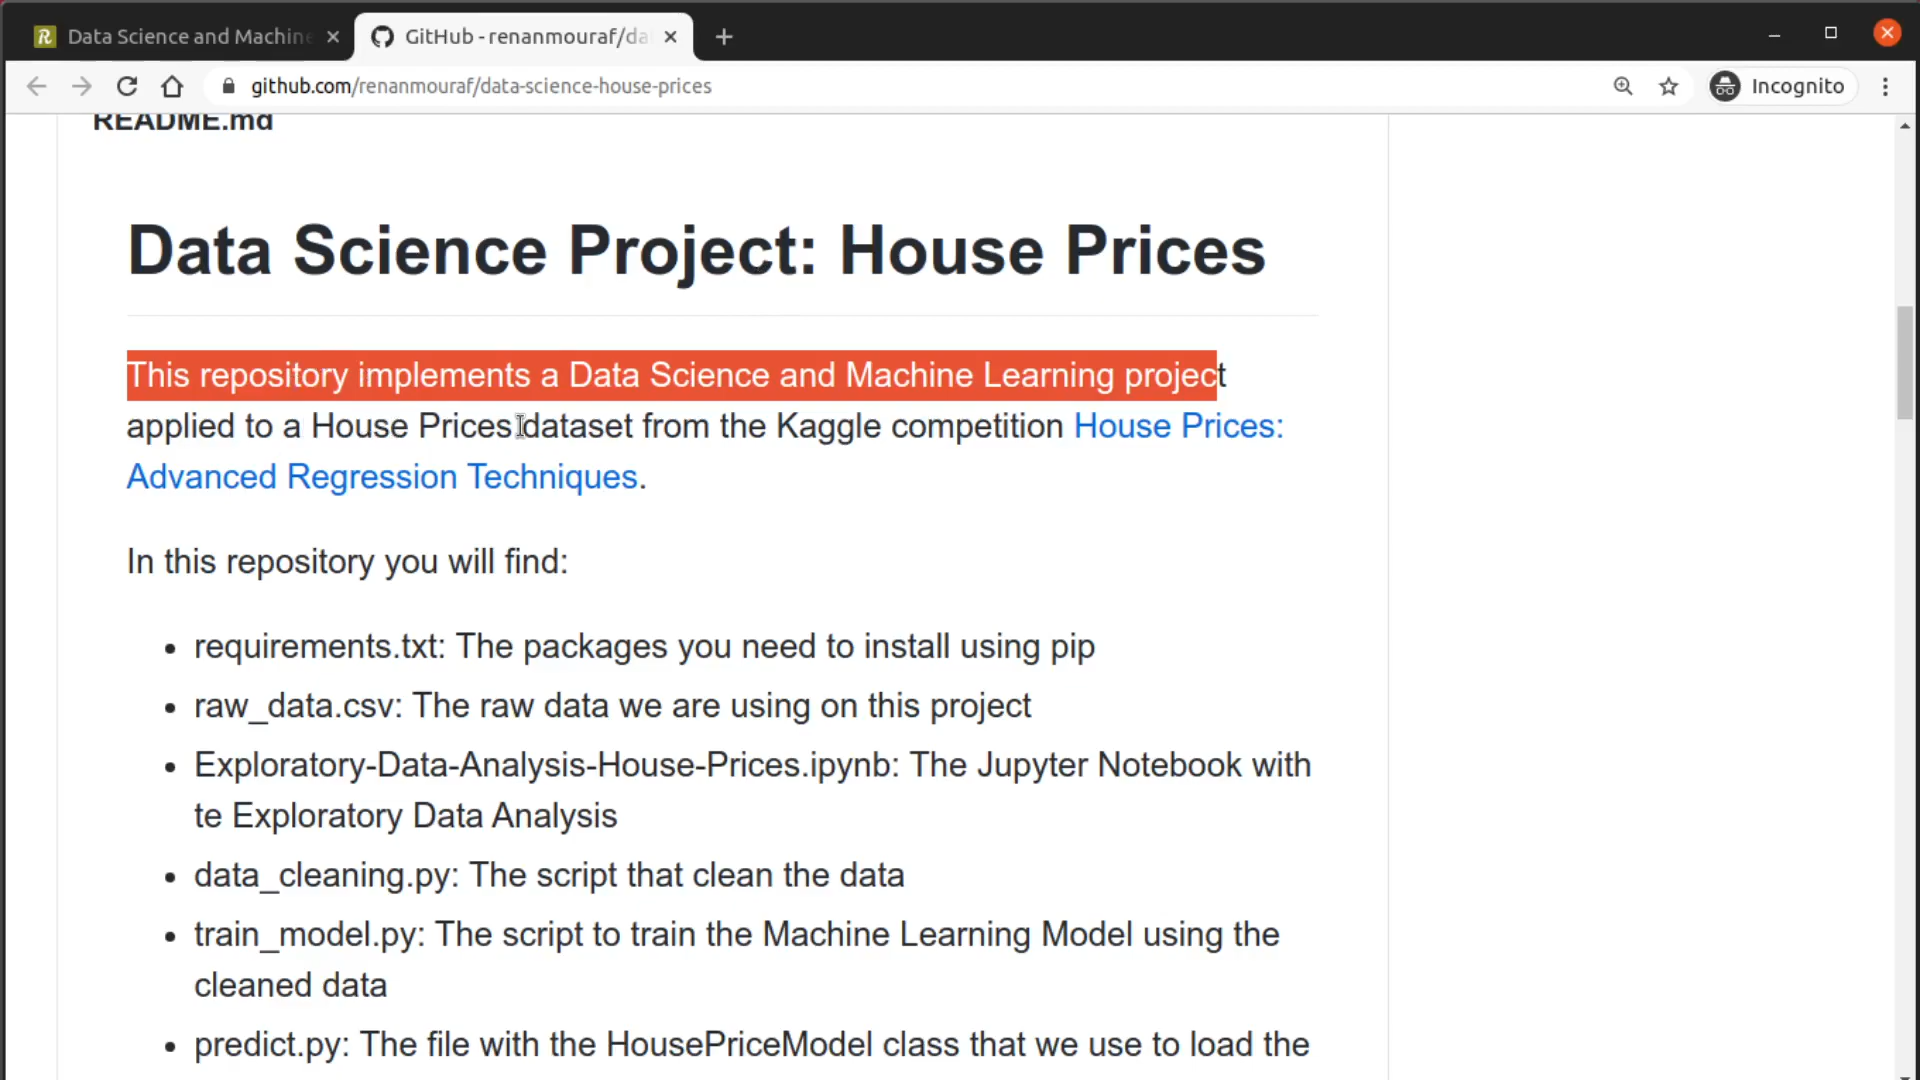 Data Science and Machine
GitHub - renanmouraf/da
github.com/renanmouraf/data-science-house-prices
Incognito
README.md
Data Science Project: House Prices
This repository implements a Data Science and Machine Learning project
applied to a House Prices dataset from the Kaggle competition House Prices:
Advanced Regression Techniques.
In this repository you will find:
• requirements.txt: The packages you need to install using pip
• raw_data.csv: The raw data we are using on this project
• Exploratory-Data-Analysis-House-Prices.ipynb: The Jupyter Notebook with
te Exploratory Data Analysis
• data_cleaning.py: The script that clean the data
• train_model.py: The script to train the Machine Learning Model using the
cleaned data
• predict.py: The file with the HousePriceModel class that we use to load the